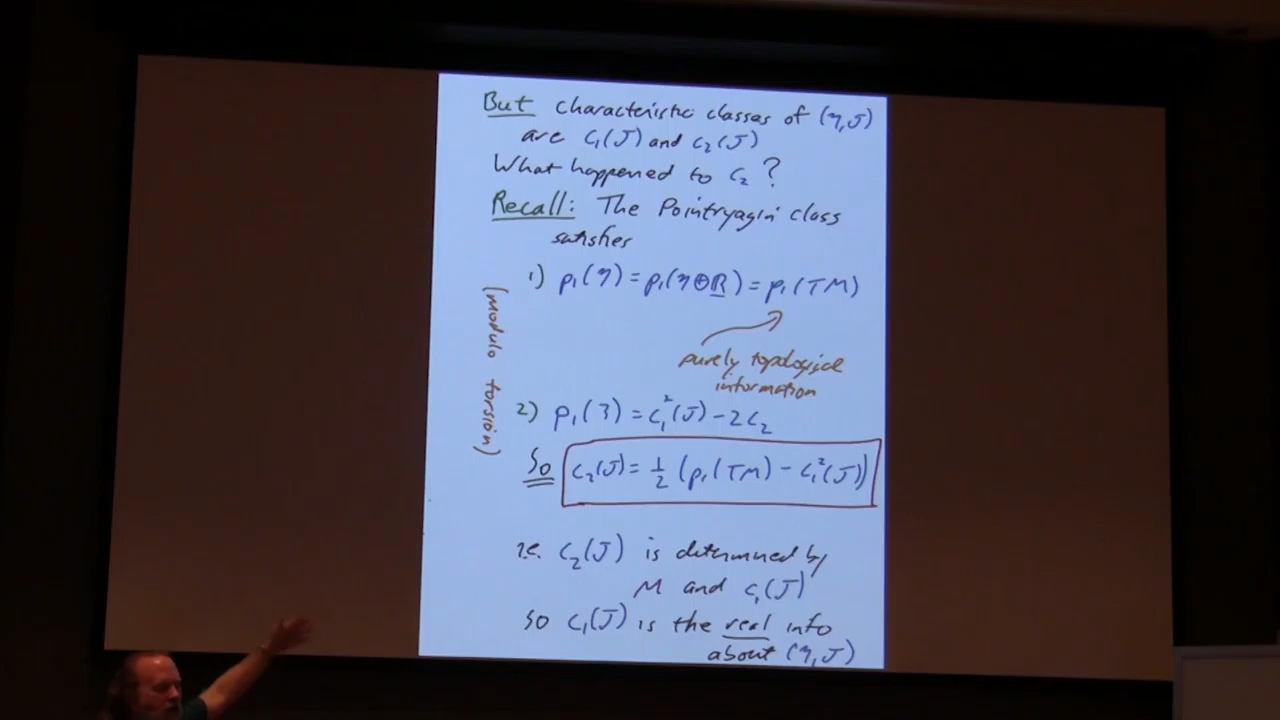 But characteristic classes of (η,J)
are c₁(J) and c₂(J)
What happened to c₂ ?
Recall: The Pointryagin class
satisfies
1) p₁(η) = p₁(η⊕ℝ) = p₁(TM)
purely topological
information
(modulo torsion)
2) p₁(ξ) = c₁²(J) - 2c₂
So c₂(J) = ½ (p₁(TM) - c₁²(J))
i.e. c₂(J) is determined by
M and c₁(J)
so c₁(J) is the real info
about (η,J)